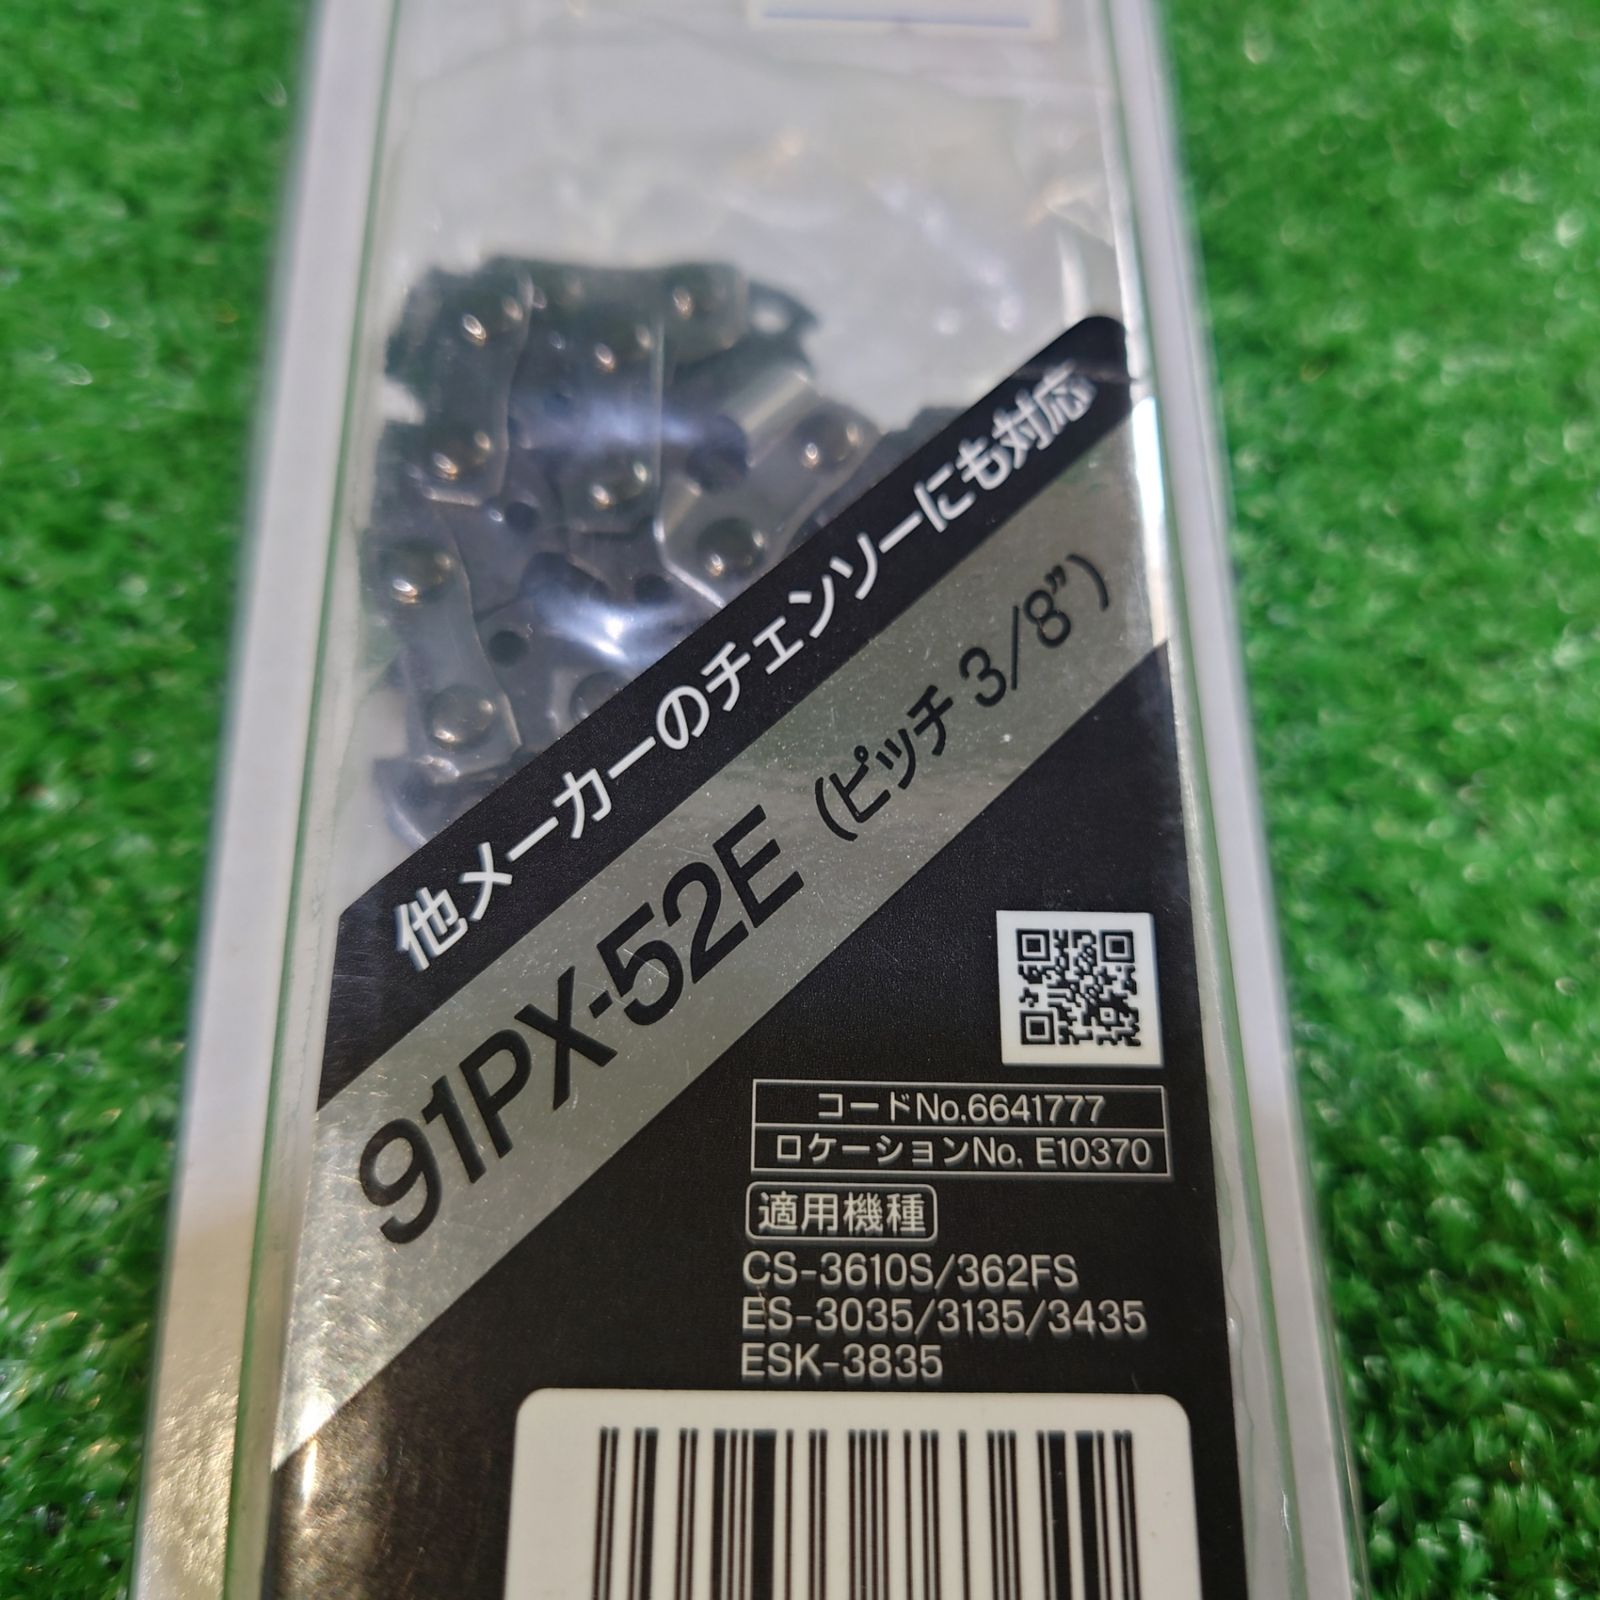 他メーカーのチェンソーにも対応
91PX-52E (ピッチ 3/8")
コードNo.6641777
ロケーションNo. E10370
適用機種
CS-3610S/362FS
ES-3035/3135/3435
ESK-3835